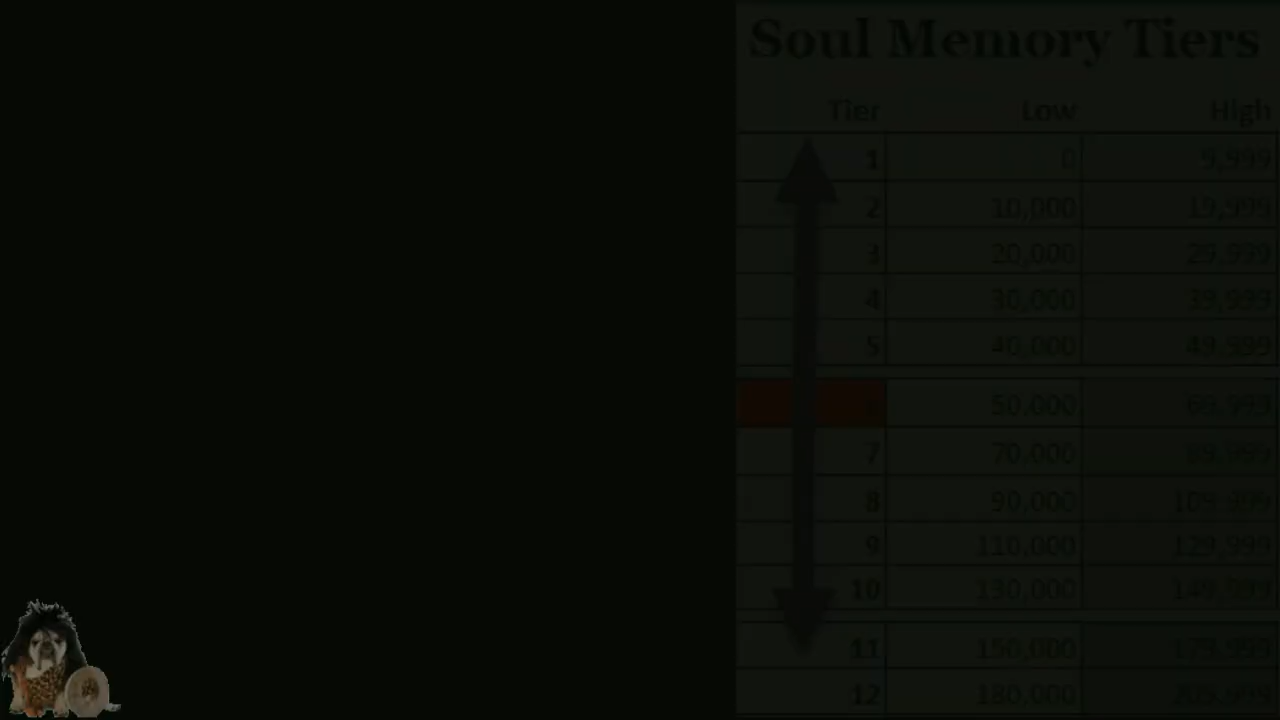 Soul Memory Tiers
Tier Low High
1 0 9,999
2 10,000 19,999
3 20,000 29,999
4 30,000 39,999
5 40,000 49,999
6 50,000 69,999
7 70,000 89,999
8 90,000 109,999
9 110,000 129,999
10 130,000 149,999
11 150,000 179,999
12 180,000 209,999